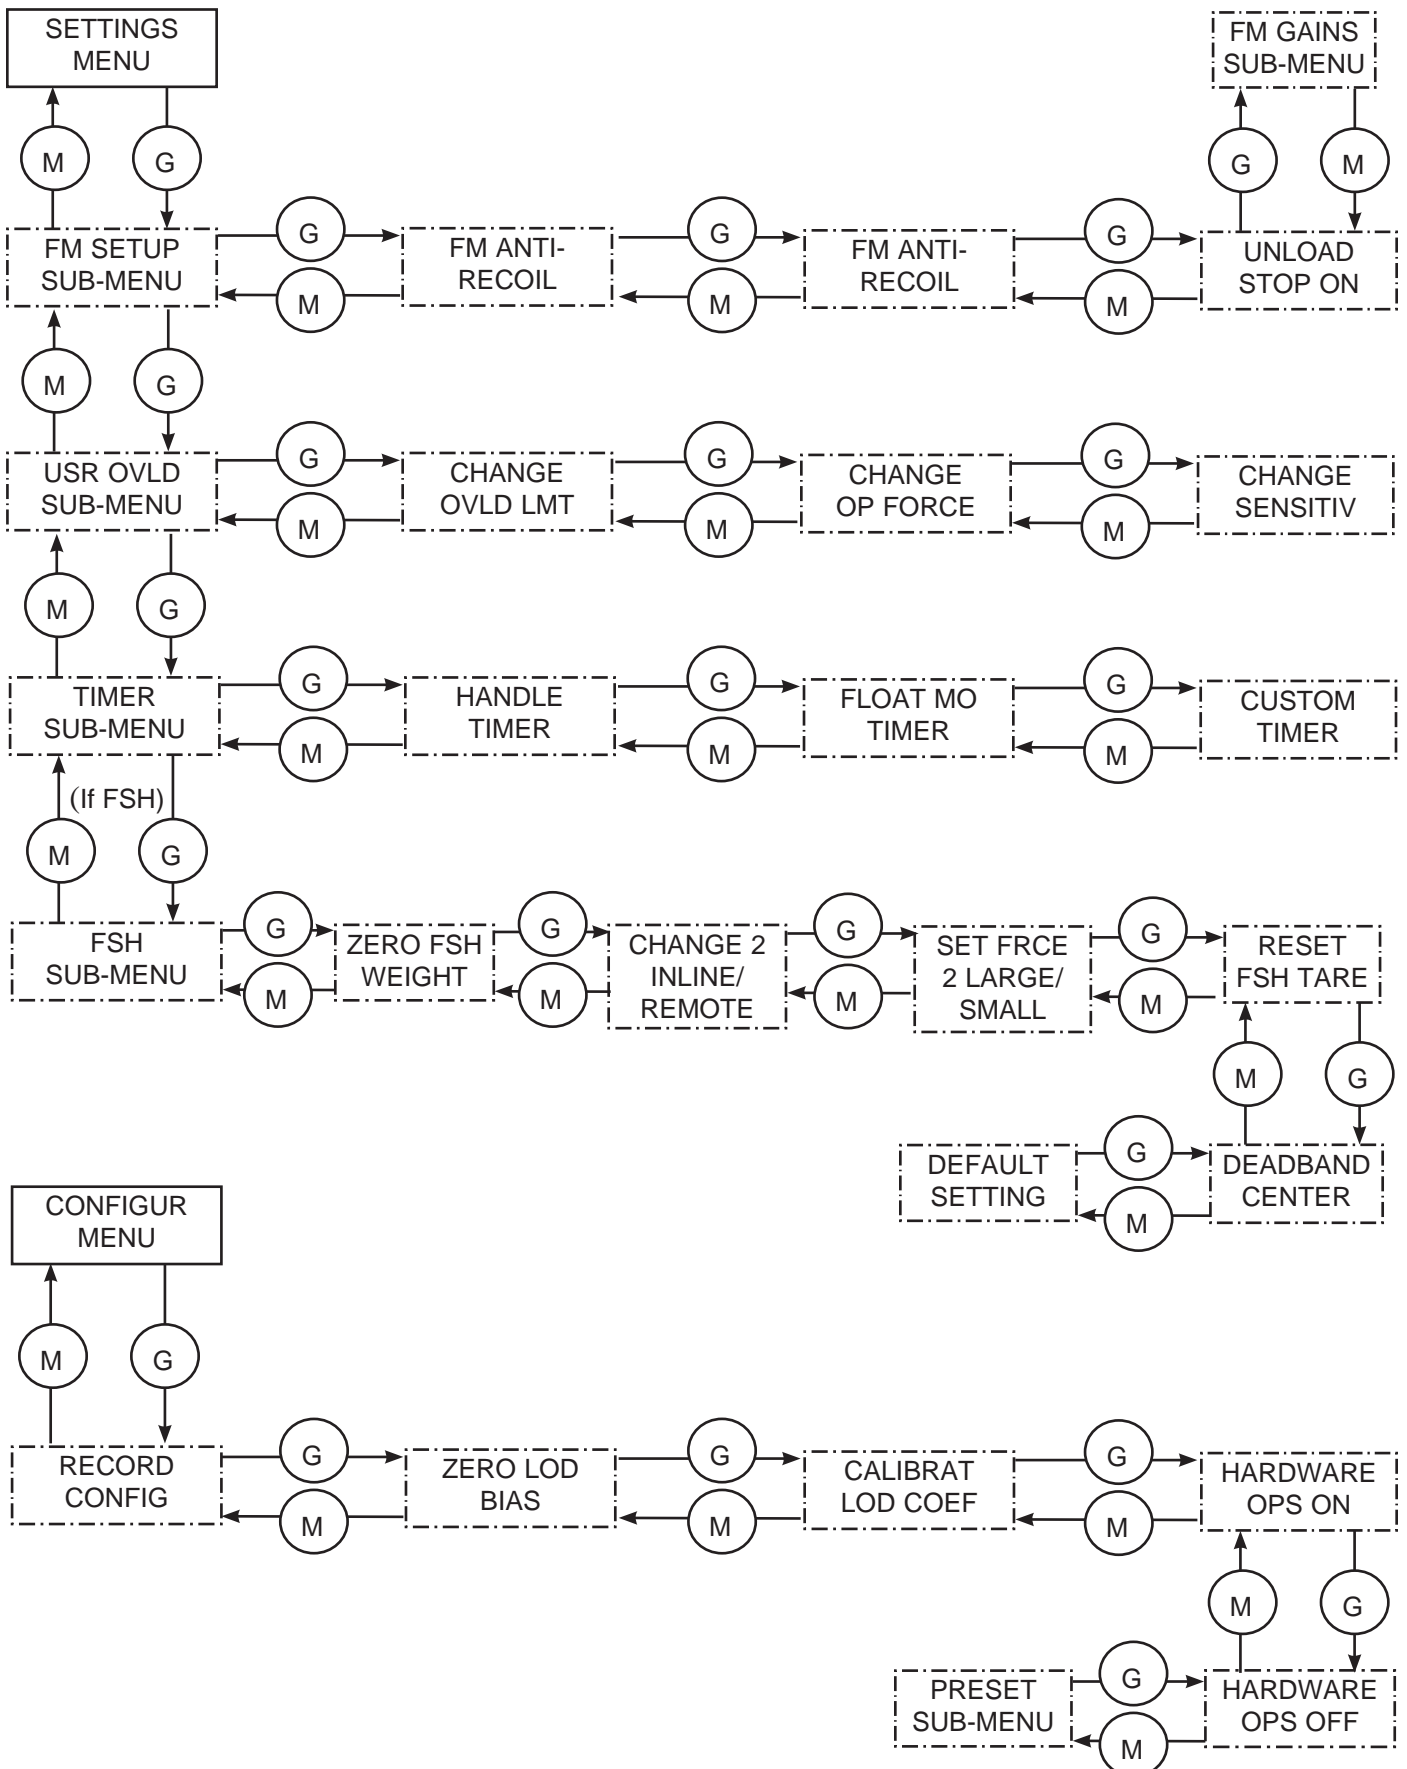 SETTINGS
MENU
FM GAINS
SUB-MENU
M
G
G
M
FM SETUP
SUB-MENU
G
M
FM ANTI-
RECOIL
G
M
FM ANTI-
RECOIL
G
M
UNLOAD
STOP ON
M
G
USR OVLD
SUB-MENU
G
M
CHANGE
OVLD LMT
G
M
CHANGE
OP FORCE
G
M
CHANGE
SENSITIV
M
G
TIMER
SUB-MENU
G
M
HANDLE
TIMER
G
M
FLOAT MO
TIMER
G
M
CUSTOM
TIMER
(If FSH)
M
G
FSH
SUB-MENU
G
M
ZERO FSH
WEIGHT
G
M
CHANGE 2
INLINE/
REMOTE
G
M
SET FRCE
2 LARGE/
SMALL
G
M
RESET
FSH TARE
M
G
DEFAULT
SETTING
G
M
DEADBAND
CENTER
CONFIGUR
MENU
M
G
RECORD
CONFIG
G
M
ZERO LOD
BIAS
G
M
CALIBRAT
LOD COEF
G
M
HARDWARE
OPS ON
M
G
PRESET
SUB-MENU
G
M
HARDWARE
OPS OFF